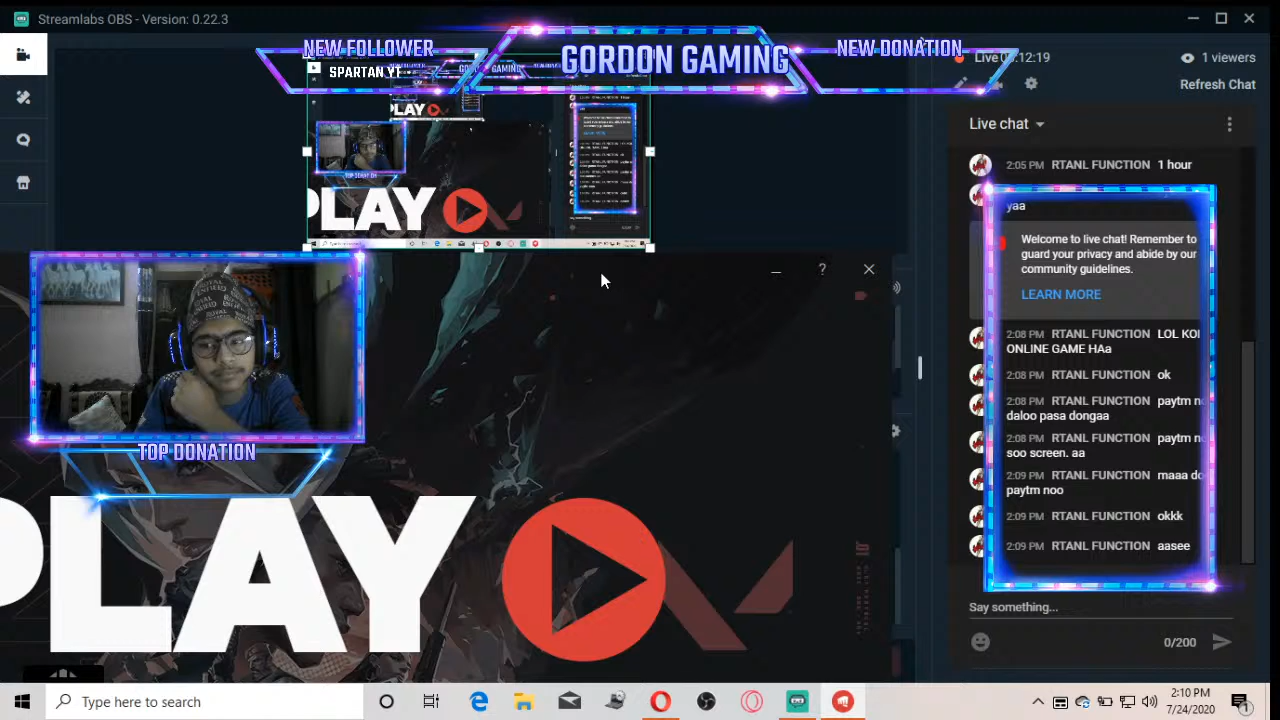 Streamlabs OBS - Version: 0.22.3
NEW FOLLOWER
GORDON GAMING
NEW DONATION
SPARTAN YT
Live
:12:19
1 viewers
Refresh Chat
Live chat
2:09 PM RTANL FUNCTION 1 hour
yaa
Welcome to live chat! Remember to
guard your privacy and abide by our
community guidelines.
LEARN MORE
2:08 PM RTANL FUNCTION LOL KOI
ONLINE GAME HAa
2:08 PM RTANL FUNCTION ok
2:08 PM RTANL FUNCTION paytm n
daloo pasa dongaa
2:08 PM RTANL FUNCTION paytm n
soo screen. aa
2:09 PM RTANL FUNCTION maaa d
paytm noo
2:09 PM RTANL FUNCTION okkk
2:09 PM RTANL FUNCTION aasee
Say something...
0/200
TOP DONATION
PLAY
PLAY
Type here to search
2:10 PM
7/24/2020
1